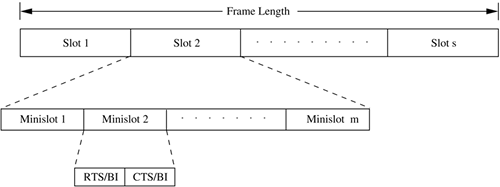 Frame Length
Slot 1 Slot 2 . . . . . . . . . Slot s
Minislot 1 Minislot 2 . . . . . . . Minislot m
RTS/BI CTS/BI